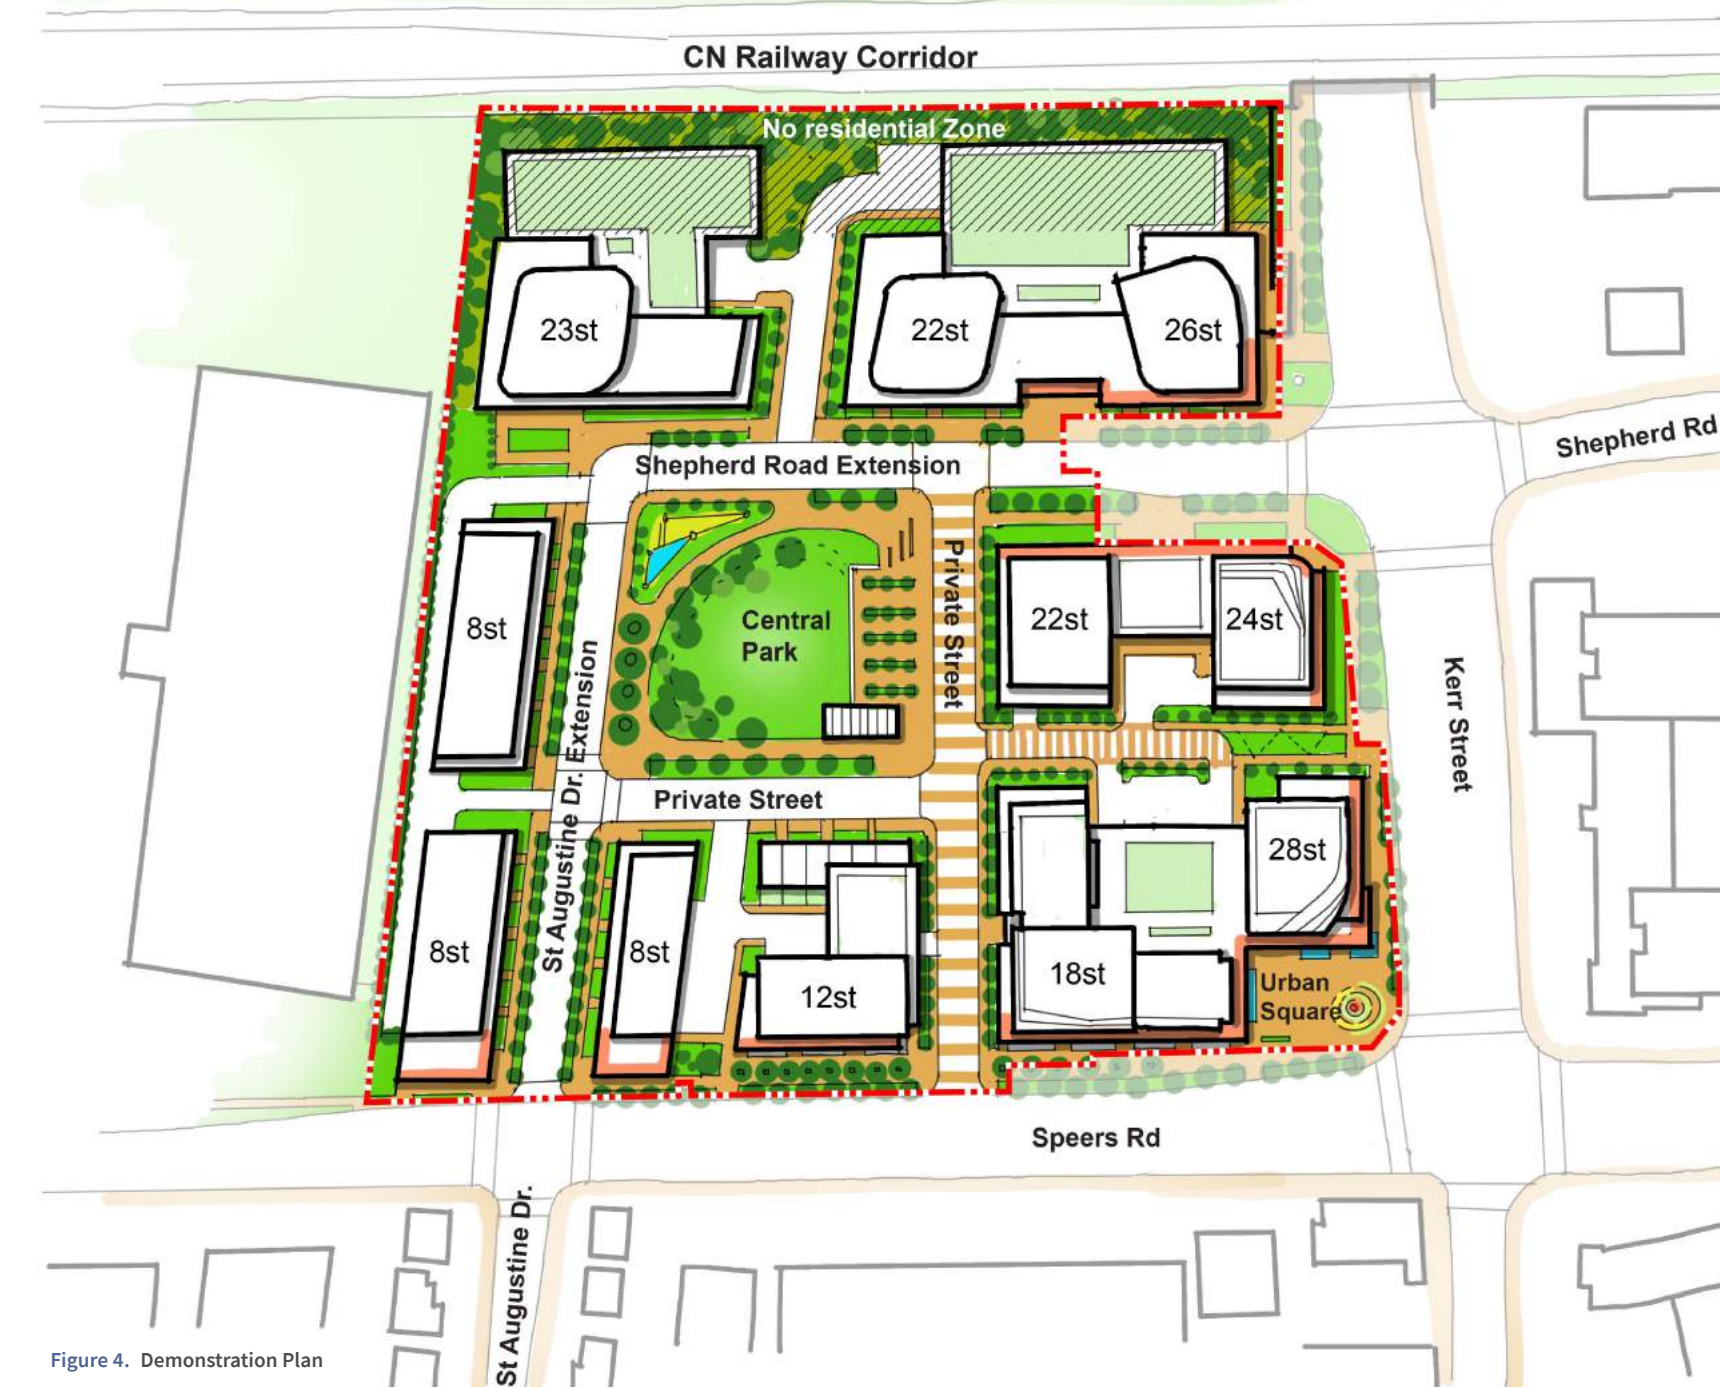 CN Railway Corridor
No residential Zone
23st
22st
26st
Shepherd Rd
Shepherd Road Extension
Private Street
8st
Central
Park
22st
24st
Kerr Street
St Augustine Dr. Extension
Private Street
28st
8st
8st
12st
18st
Urban
Square
Speers Rd
St Augustine Dr.
Figure 4. Demonstration Plan